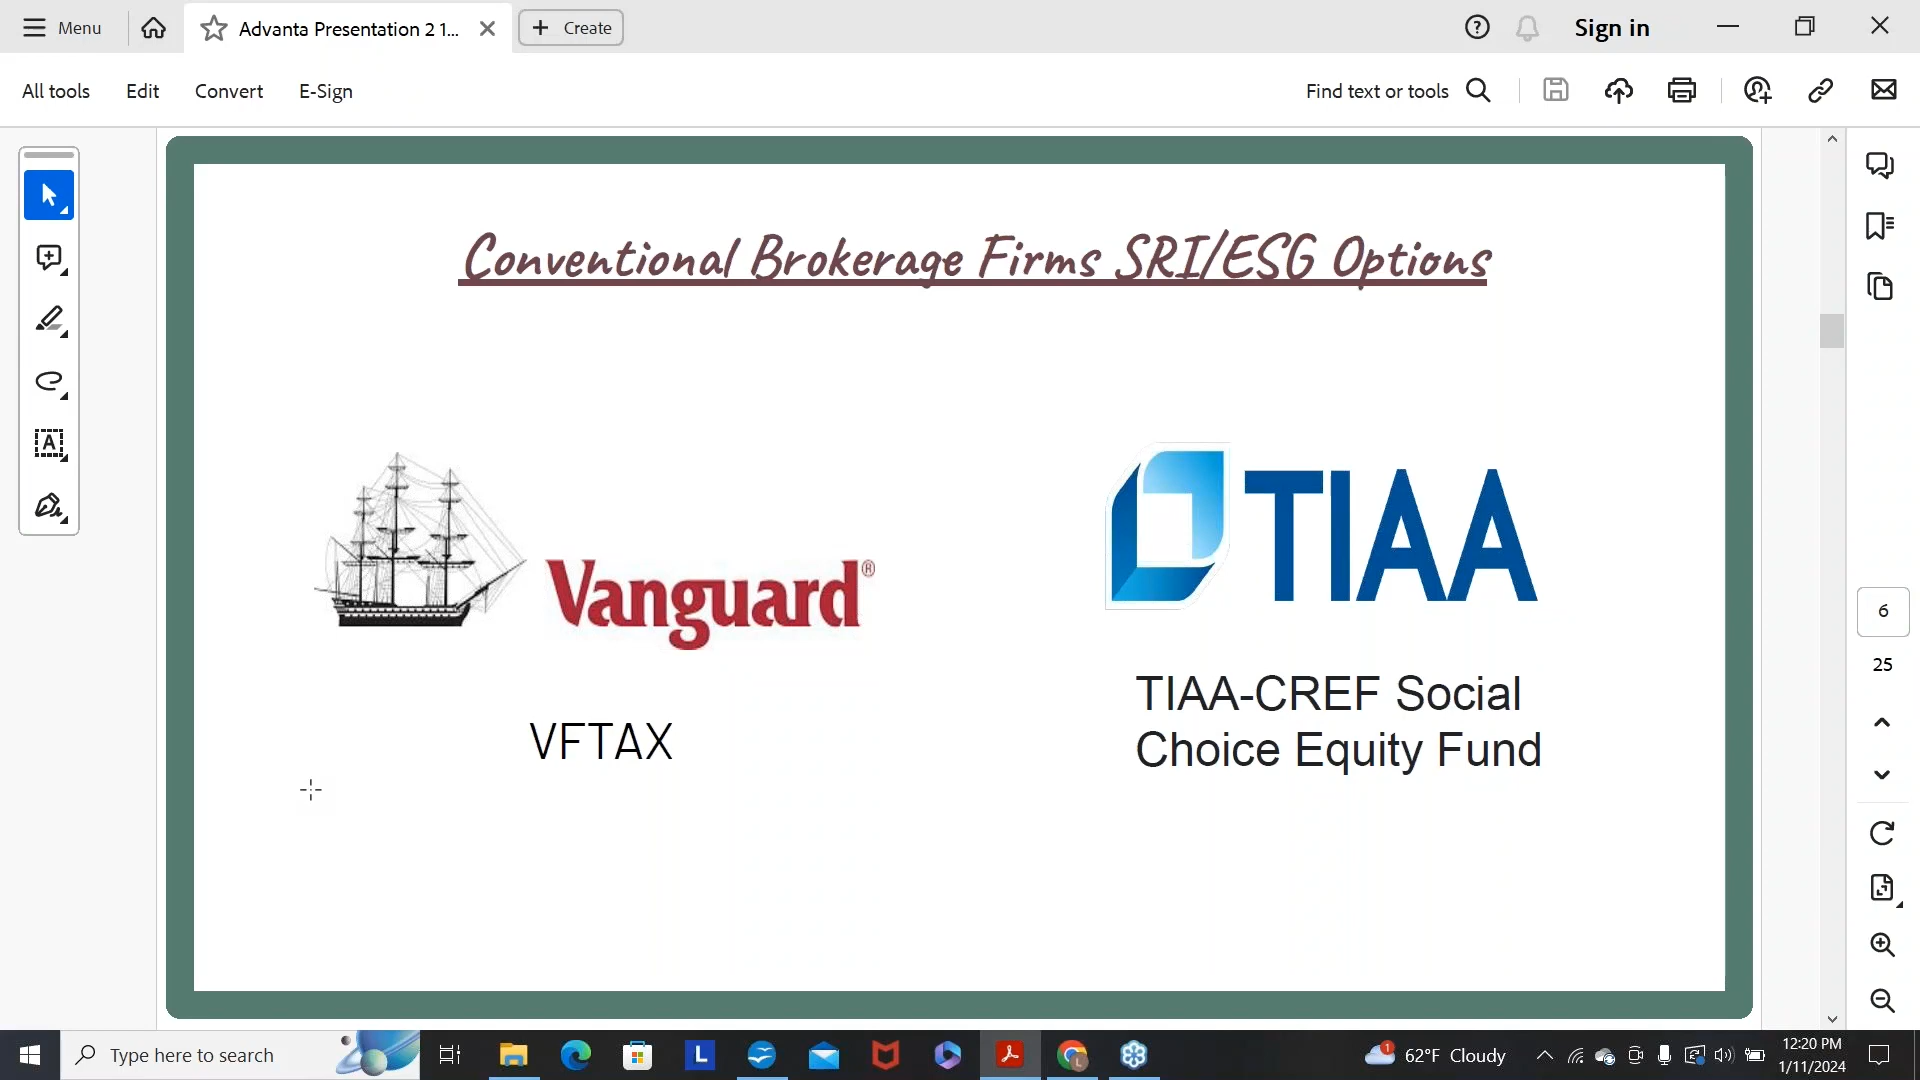 Menu
Advanta Presentation 2 1...
Create
Sign in
All tools
Edit
Convert
E-Sign
Find text or tools
Conventional Brokerage Firms SRI/ESG Options
Vanguard®
TIAA
VFTAX
TIAA-CREF Social
Choice Equity Fund
6
25
Type here to search
L
1
62°F Cloudy
12:20 PM
1/11/2024